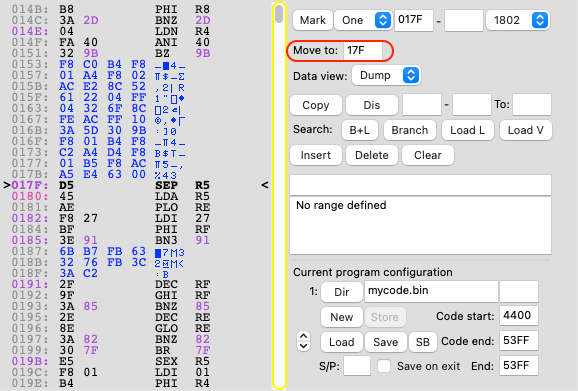 014B: B8 PHI R8
014C: 3A 2D BNZ 2D
014E: 04 LDN R4
014F: FA 40 ANI 40
0151: 32 9B BZ 9B
0153: F8 C0 B4 F8
0157: 01 A4 F8 02
015B: AC E2 8C 52
015F: 61 22 04 FF
0163: 04 32 6F 8C
0167: FE AC FF 10
016B: 3A 5D 30 9B
016F: F8 01 B4 F8
0173: C2 A4 D4 F8
0177: 01 B5 F8 AC
017B: A5 E4 63 00
>017F: D5 SEP R5 <
0180: 45 LDA R5
0181: AE PLO RE
0182: F8 27 LDI 27
0184: BF PHI RF
0185: 3E 91 BN3 91
0187: 6B B7 FB 63
018B: 32 76 FB 3C
018F: 3A C2
0191: 2F DEC RF
0192: 9F GHI RF
0193: 3A 85 BNZ 85
0195: 2E DEC RE
0196: 8E GLO RE
0197: 3A 82 BNZ 82
0199: 30 7F BR 7F
019B: E5 SEX R5
019C: F8 01 LDI 01
019E: B4 PHI R4
Mark One 017F - 1802
Move to: 17F
Data view: Dump
Copy Dis - To:
Search: B+L Branch Load L Load V
Insert Delete Clear
No range defined
Current program configuration
1: Dir mycode.bin
New Store Code start: 4400
Load Save SB Code end: 53FF
S/P: Save on exit End: 53FF